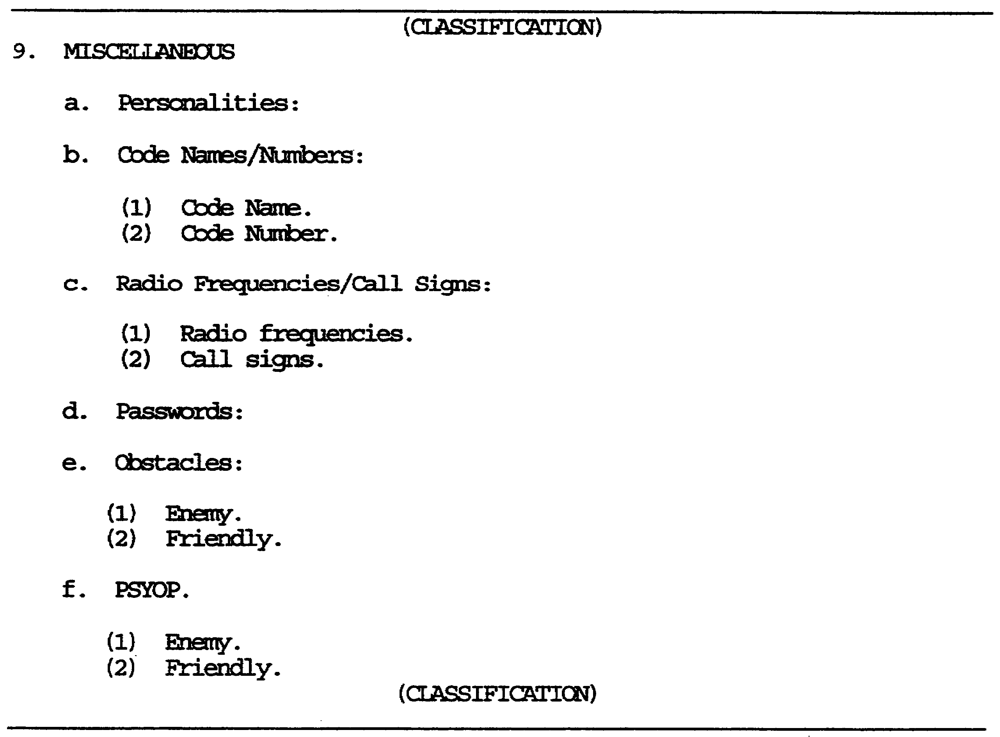 (CLASSIFICATION)
9. MISCELLANEOUS
a. Personalities:
b. Code Names/Numbers:
(1) Code Name.
(2) Code Number.
c. Radio Frequencies/Call Signs:
(1) Radio frequencies.
(2) Call signs.
d. Passwords:
e. Obstacles:
(1) Enemy.
(2) Friendly.
f. PSYOP.
(1) Enemy.
(2) Friendly.
(CLASSIFICATION)